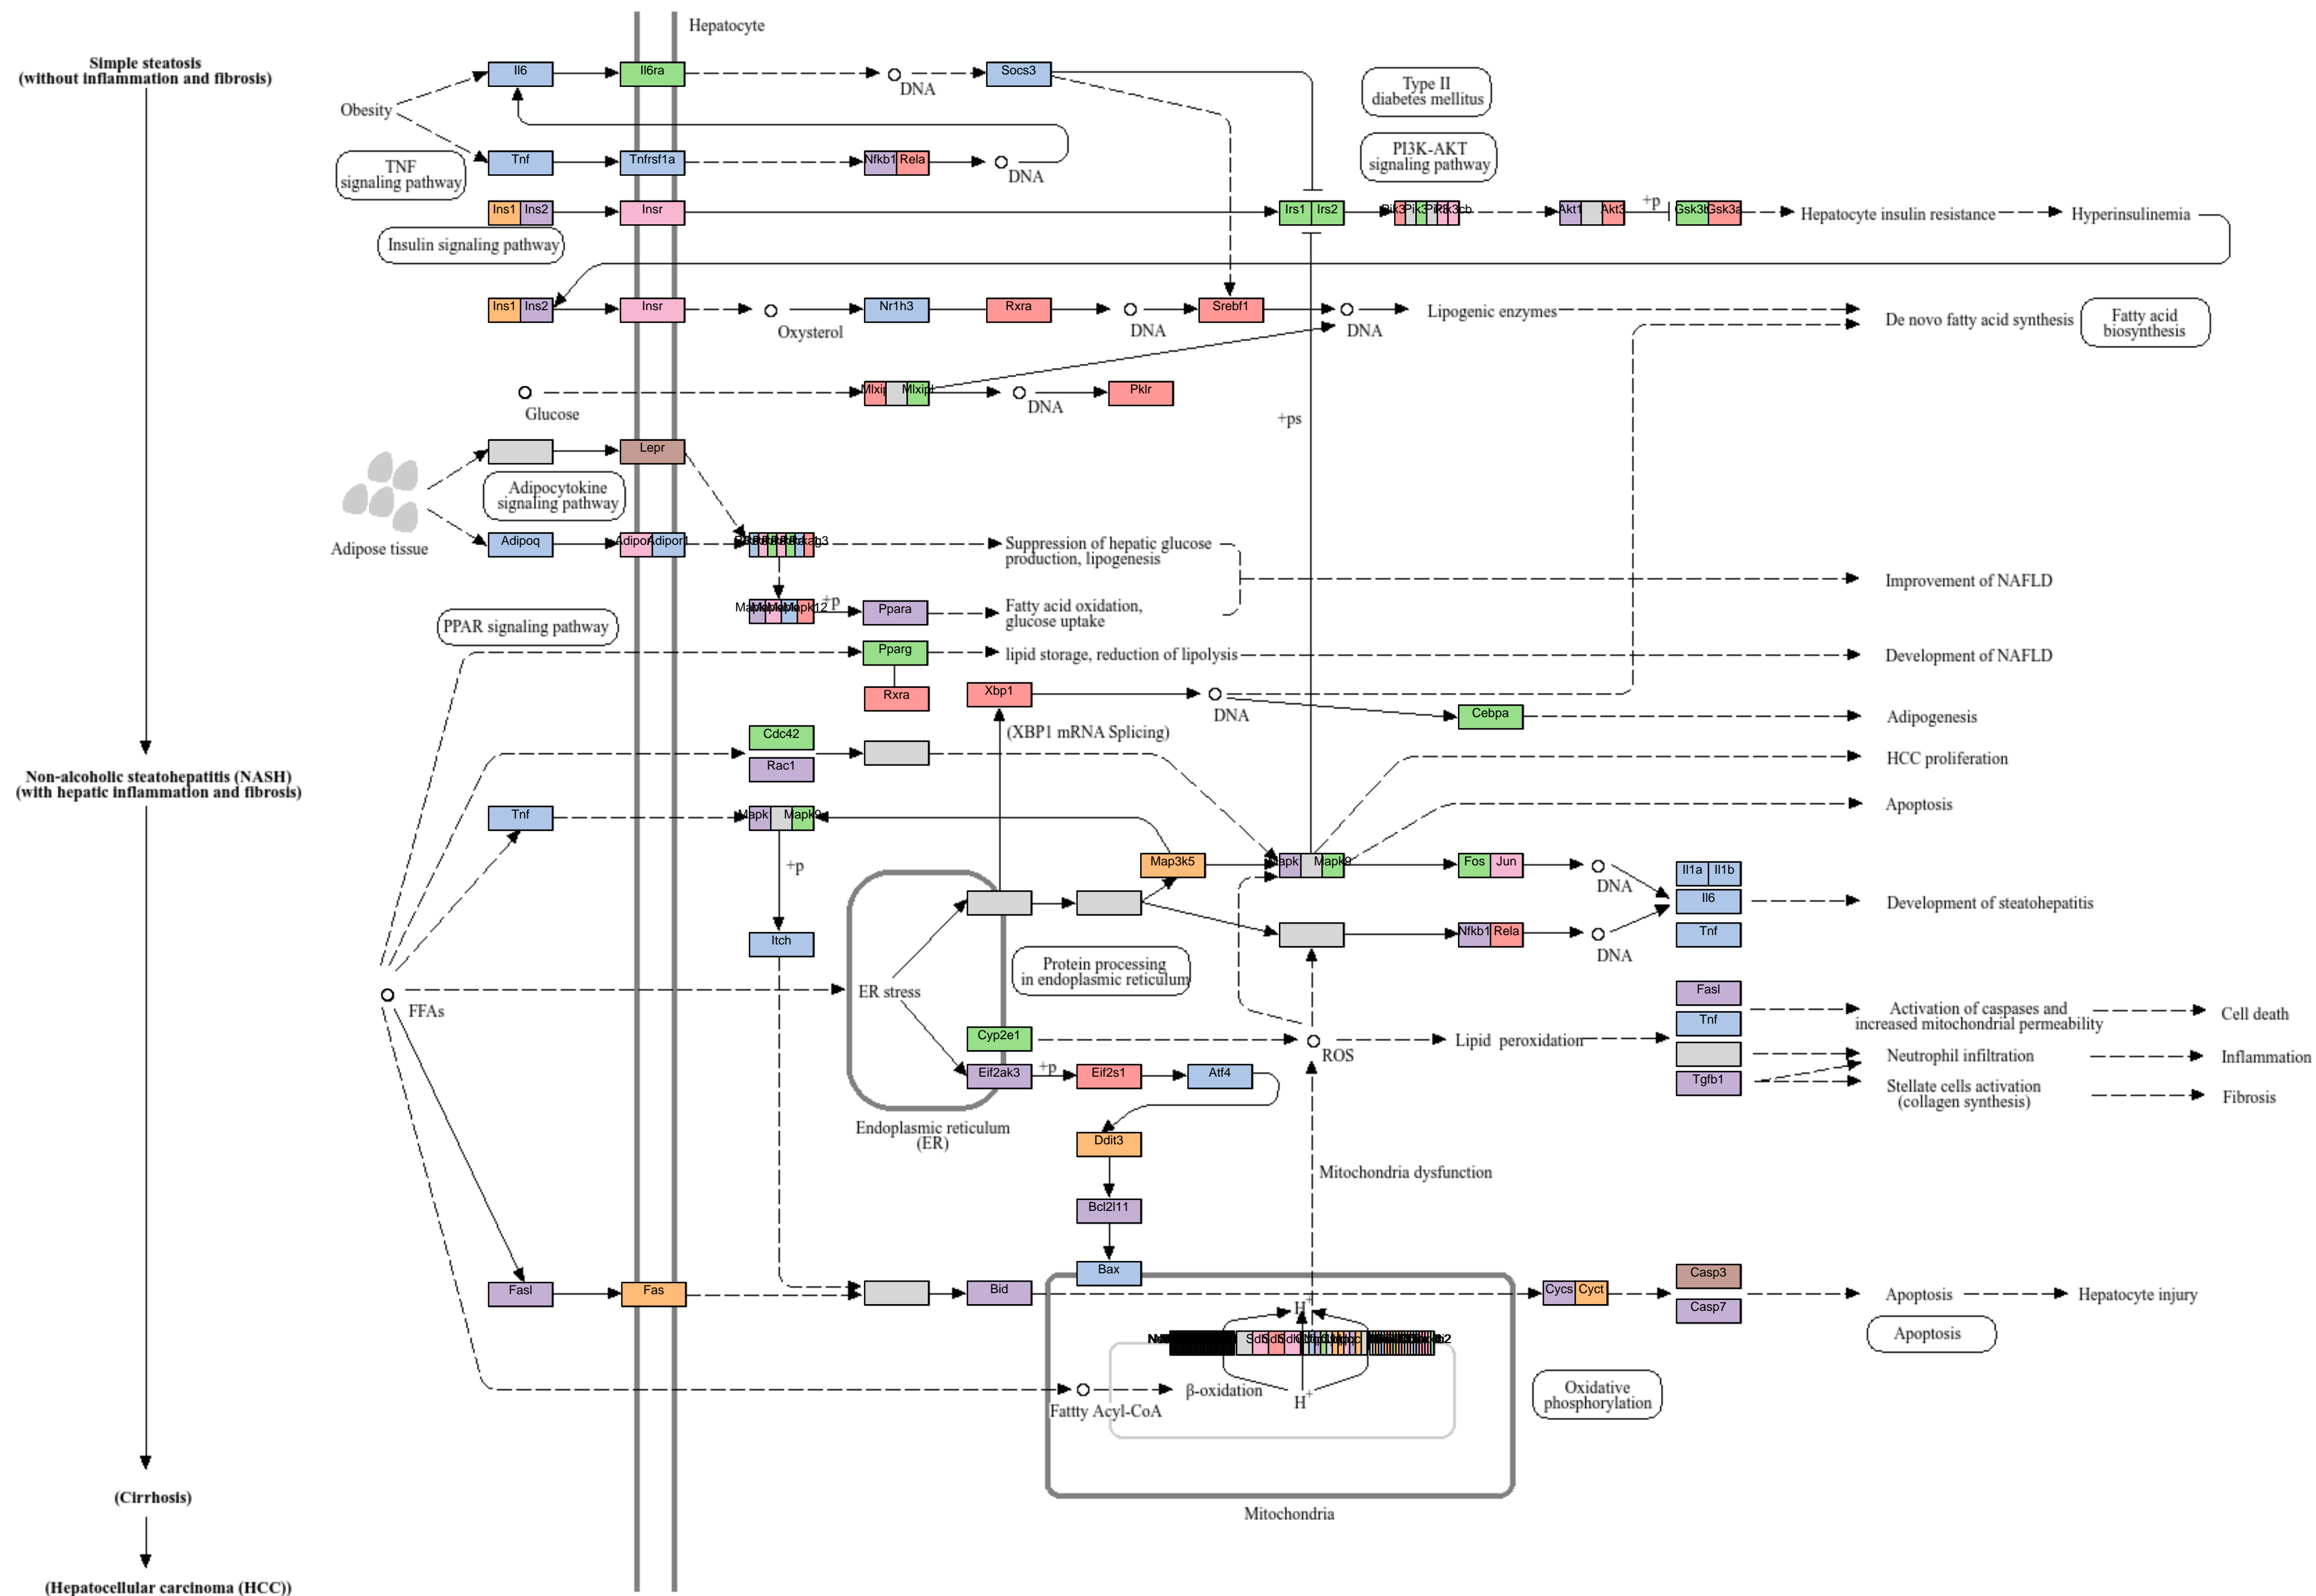 Hepatocyte
Simple steatosis
(without inflammation and fibrosis)
Il6
Il6ra
DNA
Socs3
Type II
diabetes mellitus
Obesity
PI3K-AKT
signaling pathway
TNF
signaling pathway
Tnf
Tnfrsf1a
Nfkb1
Rela
DNA
Ins1
Ins2
Insr
Irs1
Irs2
Akt1
Akt3
+p
Gsk3b
Gsk3a
Hepatocyte insulin resistance
Hyperinsulinemia
Insulin signaling pathway
Ins1
Ins2
Insr
Oxysterol
Nr1h3
Rxra
DNA
Srebf1
DNA
Lipogenic enzymes
De novo fatty acid synthesis
Fatty acid
biosynthesis
Glucose
DNA
Pklr
+ps
Lepr
Adipocytokine
signaling pathway
Adipose tissue
Adipoq
Adipor1
Suppression of hepatic glucose
production, lipogenesis
Improvement of NAFLD
Mapk12
+p
Ppara
Fatty acid oxidation,
glucose uptake
PPAR signaling pathway
Pparg
lipid storage, reduction of lipolysis
Development of NAFLD
Rxra
Xbp1
DNA
(XBP1 mRNA Splicing)
Cebpa
Adipogenesis
Cdc42
Rac1
HCC proliferation
Non-alcoholic steatohepatitis (NASH)
(with hepatic inflammation and fibrosis)
Apoptosis
Tnf
Mapk9
+p
Map3k5
Mapk9
Fos
Jun
DNA
Il1a
Il1b
Il6
Tnf
Development of steatohepatitis
Itch
Nfkb1
Rela
DNA
Protein processing
in endoplasmic reticulum
ER stress
FFAs
Cyp2e1
ROS
Lipid peroxidation
Fasl
Tnf
Tgfb1
Activation of caspases and
increased mitochondrial permeability
Cell death
Neutrophil infiltration
Inflammation
Stellate cells activation
(collagen synthesis)
Fibrosis
Eif2ak3
+p
Eif2s1
Atf4
Endoplasmic reticulum
(ER)
Ddit3
Mitochondria dysfunction
Bcl2l11
Bax
Fasl
Fas
Bid
Cycs
Cyct
Casp3
Casp7
Apoptosis
Hepatocyte injury
Apoptosis
H+
β-oxidation
H+
Fattty Acyl-CoA
Oxidative
phosphorylation
Mitochondria
(Cirrhosis)
(Hepatocellular carcinoma (HCC))